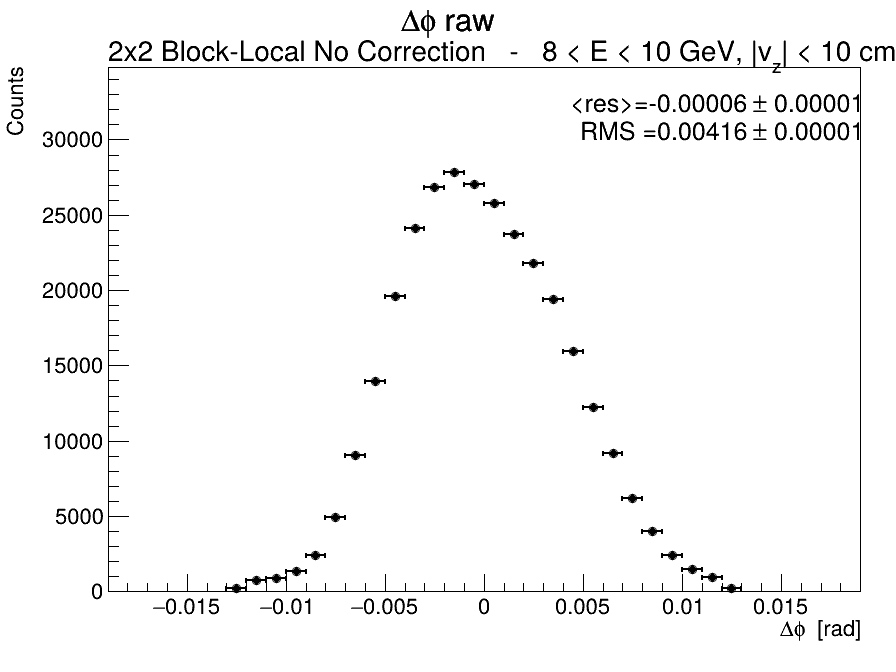 Δϕ raw
2x2 Block-Local No Correction - 8 < E < 10 GeV, |v_z| < 10 cm
Counts
<res>=-0.00006 ± 0.00001
RMS =0.00416 ± 0.00001
30000
25000
20000
15000
10000
5000
0
−0.015 −0.01 −0.005 0 0.005 0.01 0.015
Δϕ [rad]